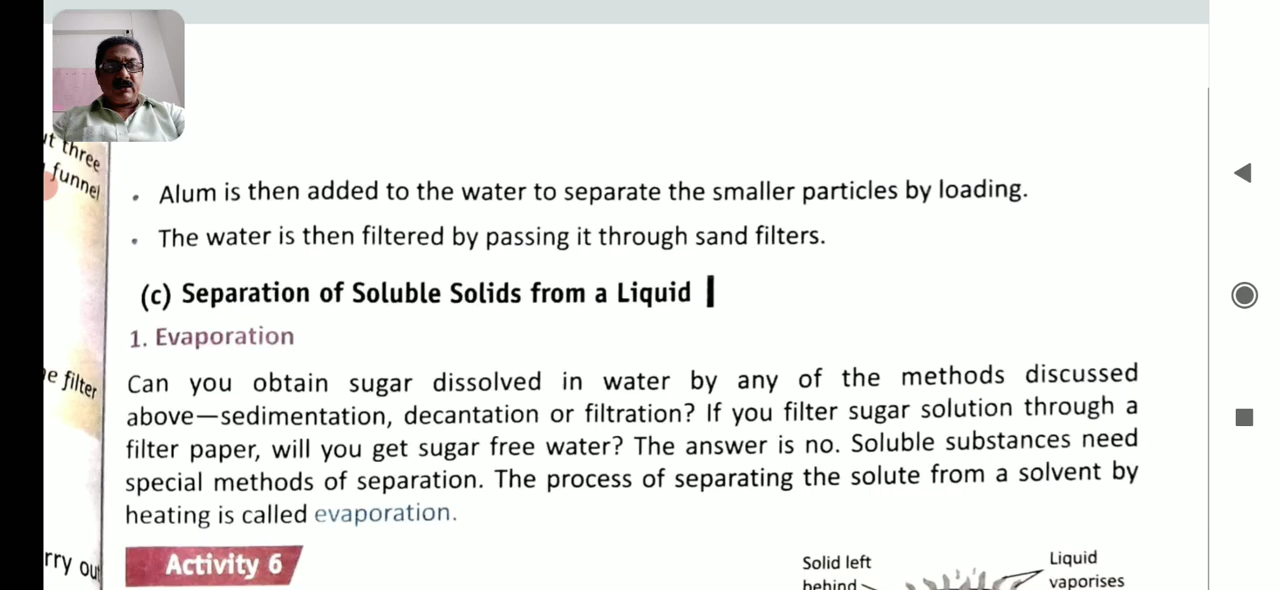 ut three
funnel
• Alum is then added to the water to separate the smaller particles by loading.
• The water is then filtered by passing it through sand filters.
(c) Separation of Soluble Solids from a Liquid
1. Evaporation
e filter
Can you obtain sugar dissolved in water by any of the methods discussed
above—sedimentation, decantation or filtration? If you filter sugar solution through a
filter paper, will you get sugar free water? The answer is no. Soluble substances need
special methods of separation. The process of separating the solute from a solvent by
heating is called evaporation.
rry out
Activity 6
Solid left
behind
Liquid
vaporises